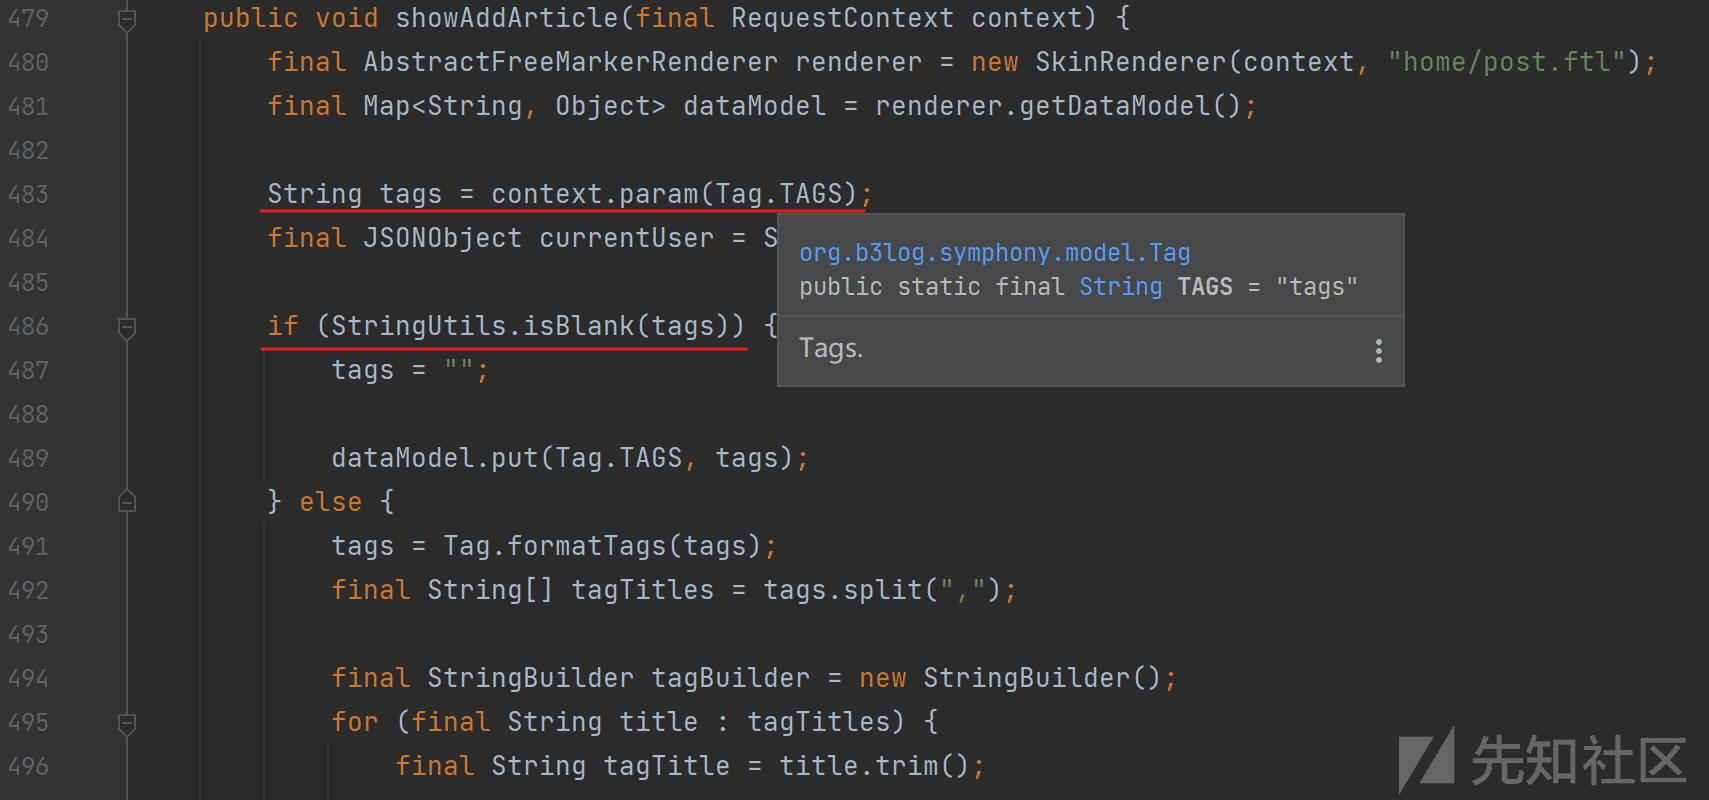 479 public void showAddArticle(final RequestContext context) {
480 final AbstractFreeMarkerRenderer renderer = new SkinRenderer(context, "home/post.ftl");
481 final Map<String, Object> dataModel = renderer.getDataModel();
482
483 String tags = context.param(Tag.TAGS);
484 final JSONObject currentUser = S
org.b3log.symphony.model.Tag
485
public static final String TAGS = "tags"
486 if (StringUtils.isBlank(tags)) {
Tags.
487 tags = "";
488
489 dataModel.put(Tag.TAGS, tags);
490 } else {
491 tags = Tag.formatTags(tags);
492 final String[] tagTitles = tags.split(",");
493
494 final StringBuilder tagBuilder = new StringBuilder();
495 for (final String title : tagTitles) {
496 final String tagTitle = title.trim();
先知社区